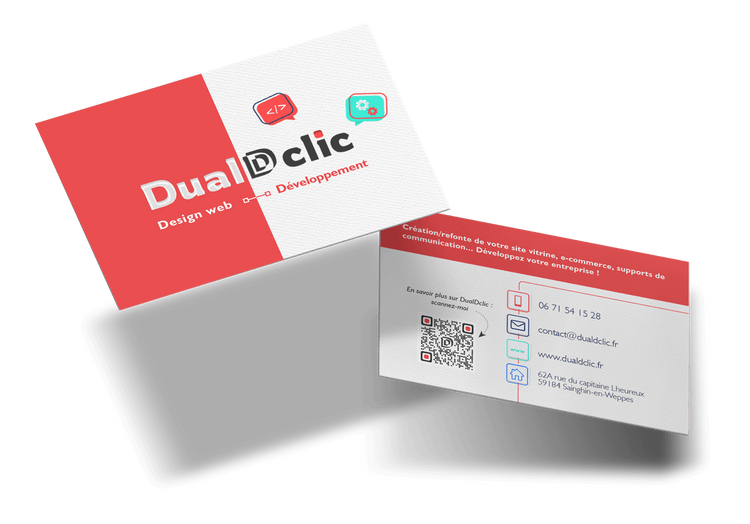 </>
DualDclic
Design web
Développement
Création/refonte de votre site vitrine, e-commerce, supports de
communication... Développez votre entreprise !
En savoir plus sur DualDclic :
scannez-moi
D
06 71 54 15 28
contact@dualdclic.fr
www
www.dualdclic.fr
62A rue du capitaine Lheureux
59184 Sainghin-en-Weppes